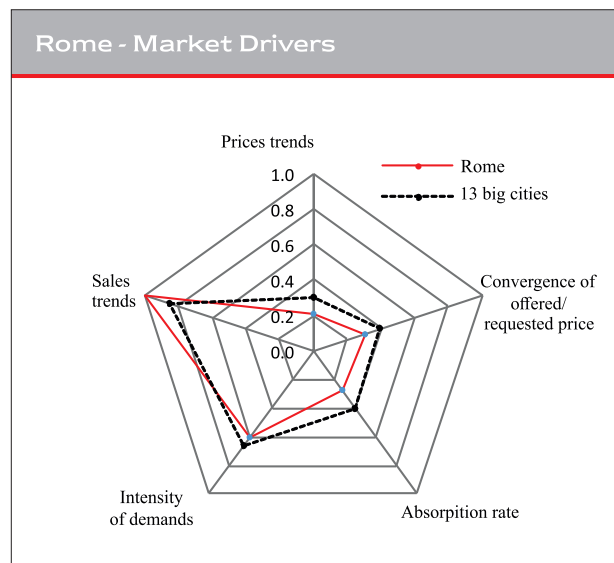 Rome - Market Drivers
Prices trends
Rome
13 big cities
1.0
0.8
0.6
0.4
0.2
0.0
Sales
trends
Convergence of
offered/
requested price
Intensity
of demands
Absorpition rate